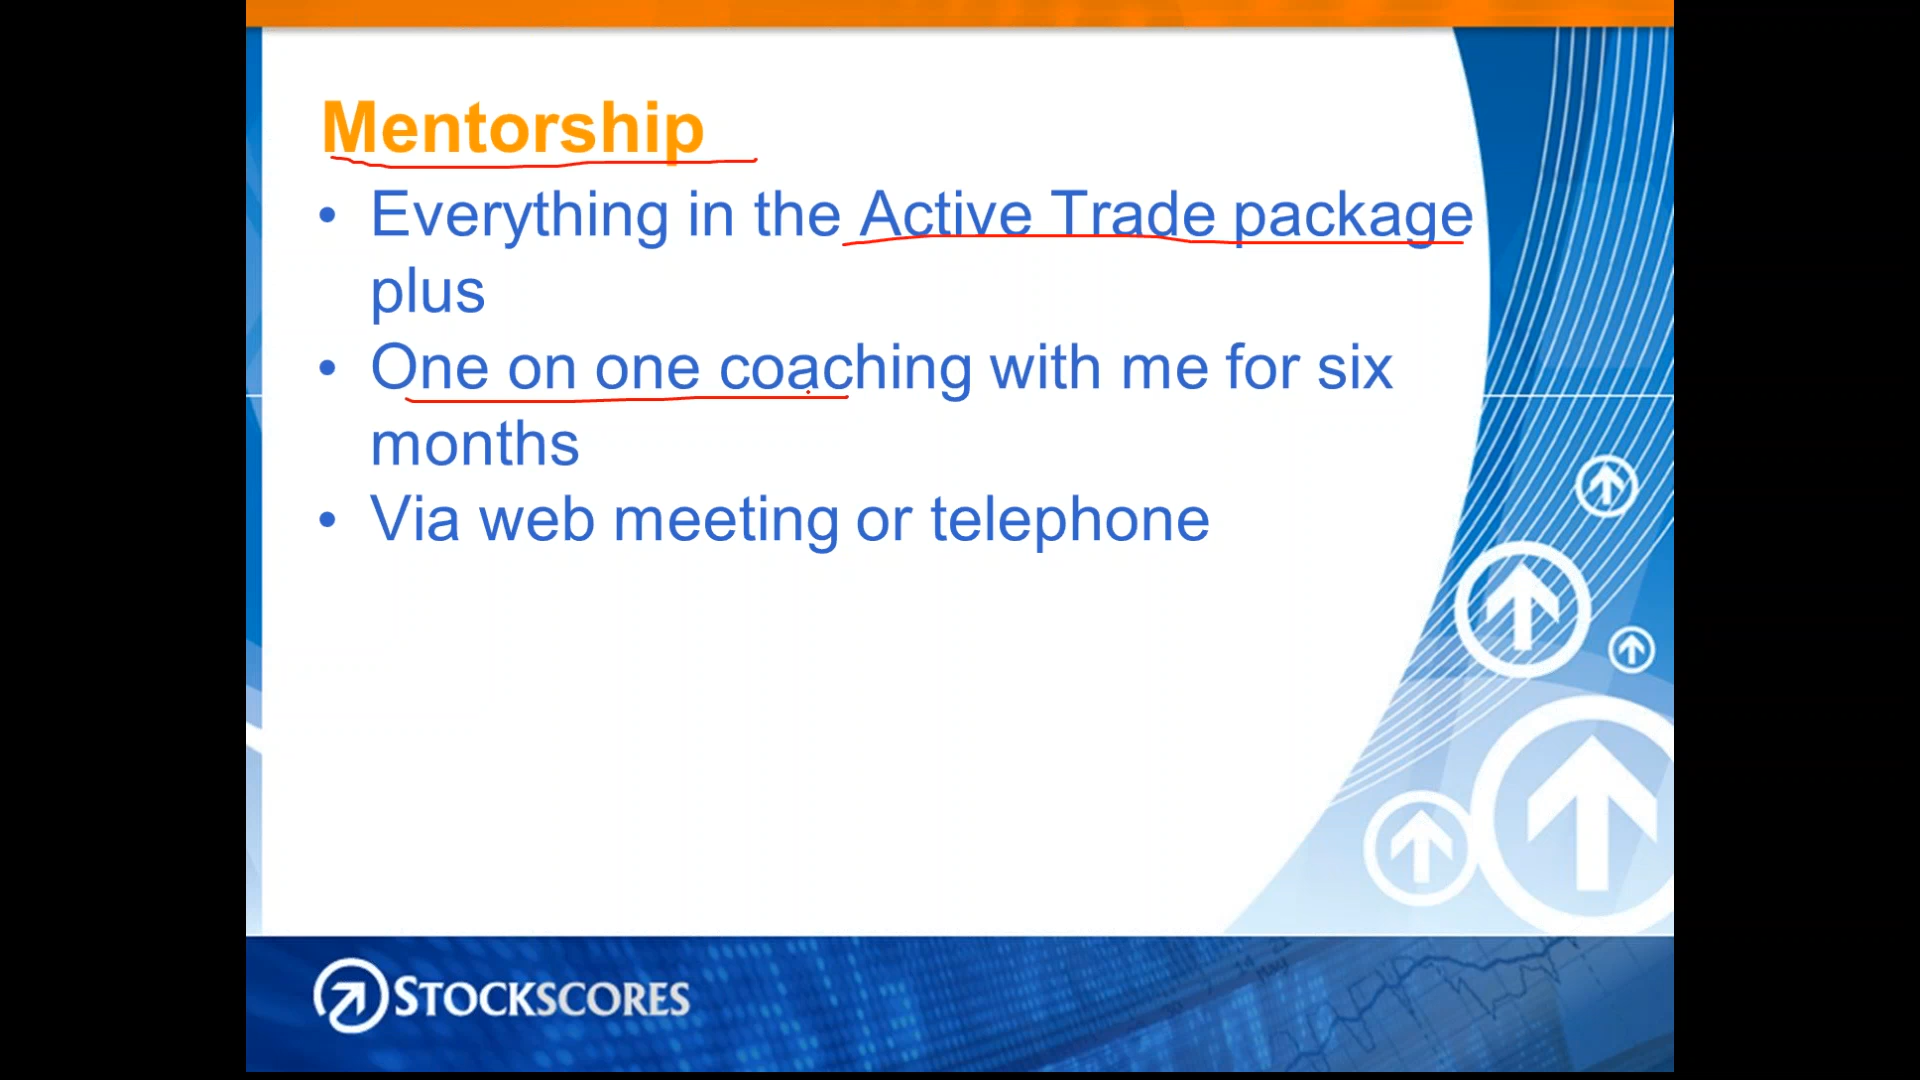 Mentorship
• Everything in the Active Trade package
plus
• One on one coaching with me for six
months
• Via web meeting or telephone
STOCKSCORES